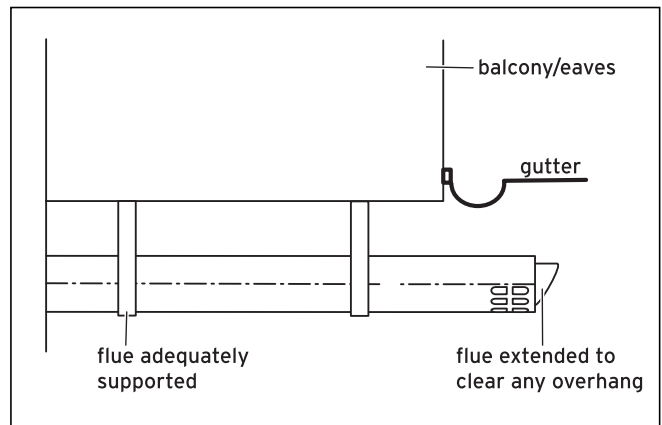 balcony/eaves
gutter
flue adequately
supported
flue extended to
clear any overhang